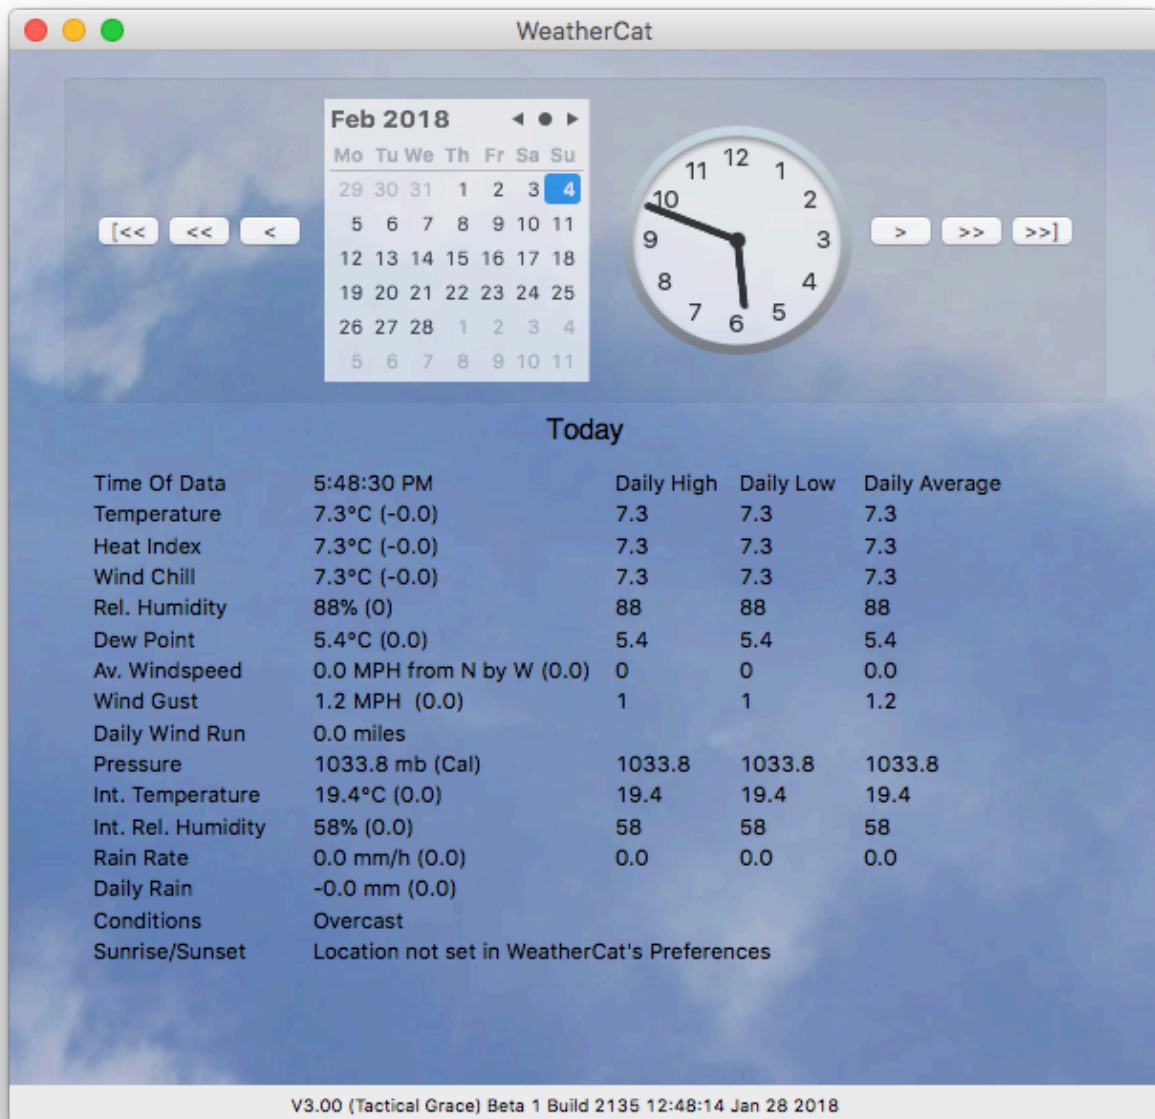 WeatherCat
Feb 2018
Mo Tu We Th Fr Sa Su
29 30 31 1 2 3 4
5 6 7 8 9 10 11
12 13 14 15 16 17 18
19 20 21 22 23 24 25
26 27 28 1 2 3 4
5 6 7 8 9 10 11
[<< << <
12 1 2 3 4 5 6 7 8 9 10 11
> >> >>]
Today
Time Of Data 5:48:30 PM Daily High Daily Low Daily Average
Temperature 7.3°C (-0.0) 7.3 7.3 7.3
Heat Index 7.3°C (-0.0) 7.3 7.3 7.3
Wind Chill 7.3°C (-0.0) 7.3 7.3 7.3
Rel. Humidity 88% (0) 88 88 88
Dew Point 5.4°C (0.0) 5.4 5.4 5.4
Av. Windspeed 0.0 MPH from N by W (0.0) 0 0 0.0
Wind Gust 1.2 MPH (0.0) 1 1 1.2
Daily Wind Run 0.0 miles
Pressure 1033.8 mb (Cal) 1033.8 1033.8 1033.8
Int. Temperature 19.4°C (0.0) 19.4 19.4 19.4
Int. Rel. Humidity 58% (0.0) 58 58 58
Rain Rate 0.0 mm/h (0.0) 0.0 0.0 0.0
Daily Rain -0.0 mm (0.0)
Conditions Overcast
Sunrise/Sunset Location not set in WeatherCat's Preferences
V3.00 (Tactical Grace) Beta 1 Build 2135 12:48:14 Jan 28 2018